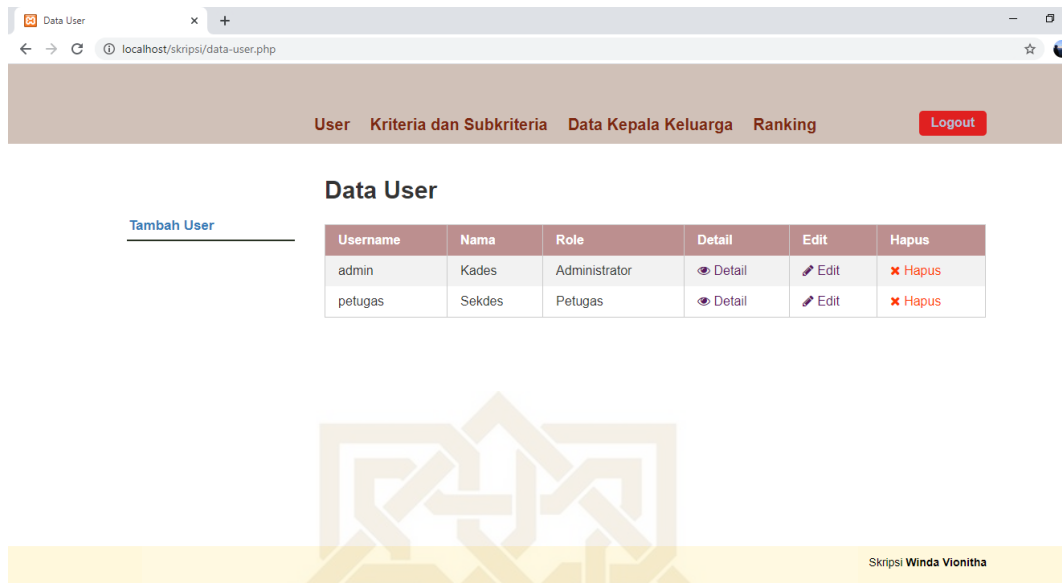 Data User
localhost/skripsi/data-user.php
User Kriteria dan Subkriteria Data Kepala Keluarga Ranking Logout
Data User
Tambah User
Username Nama Role Detail Edit Hapus
admin Kades Administrator Detail Edit Hapus
petugas Sekdes Petugas Detail Edit Hapus
Skripsi Winda Vionitha